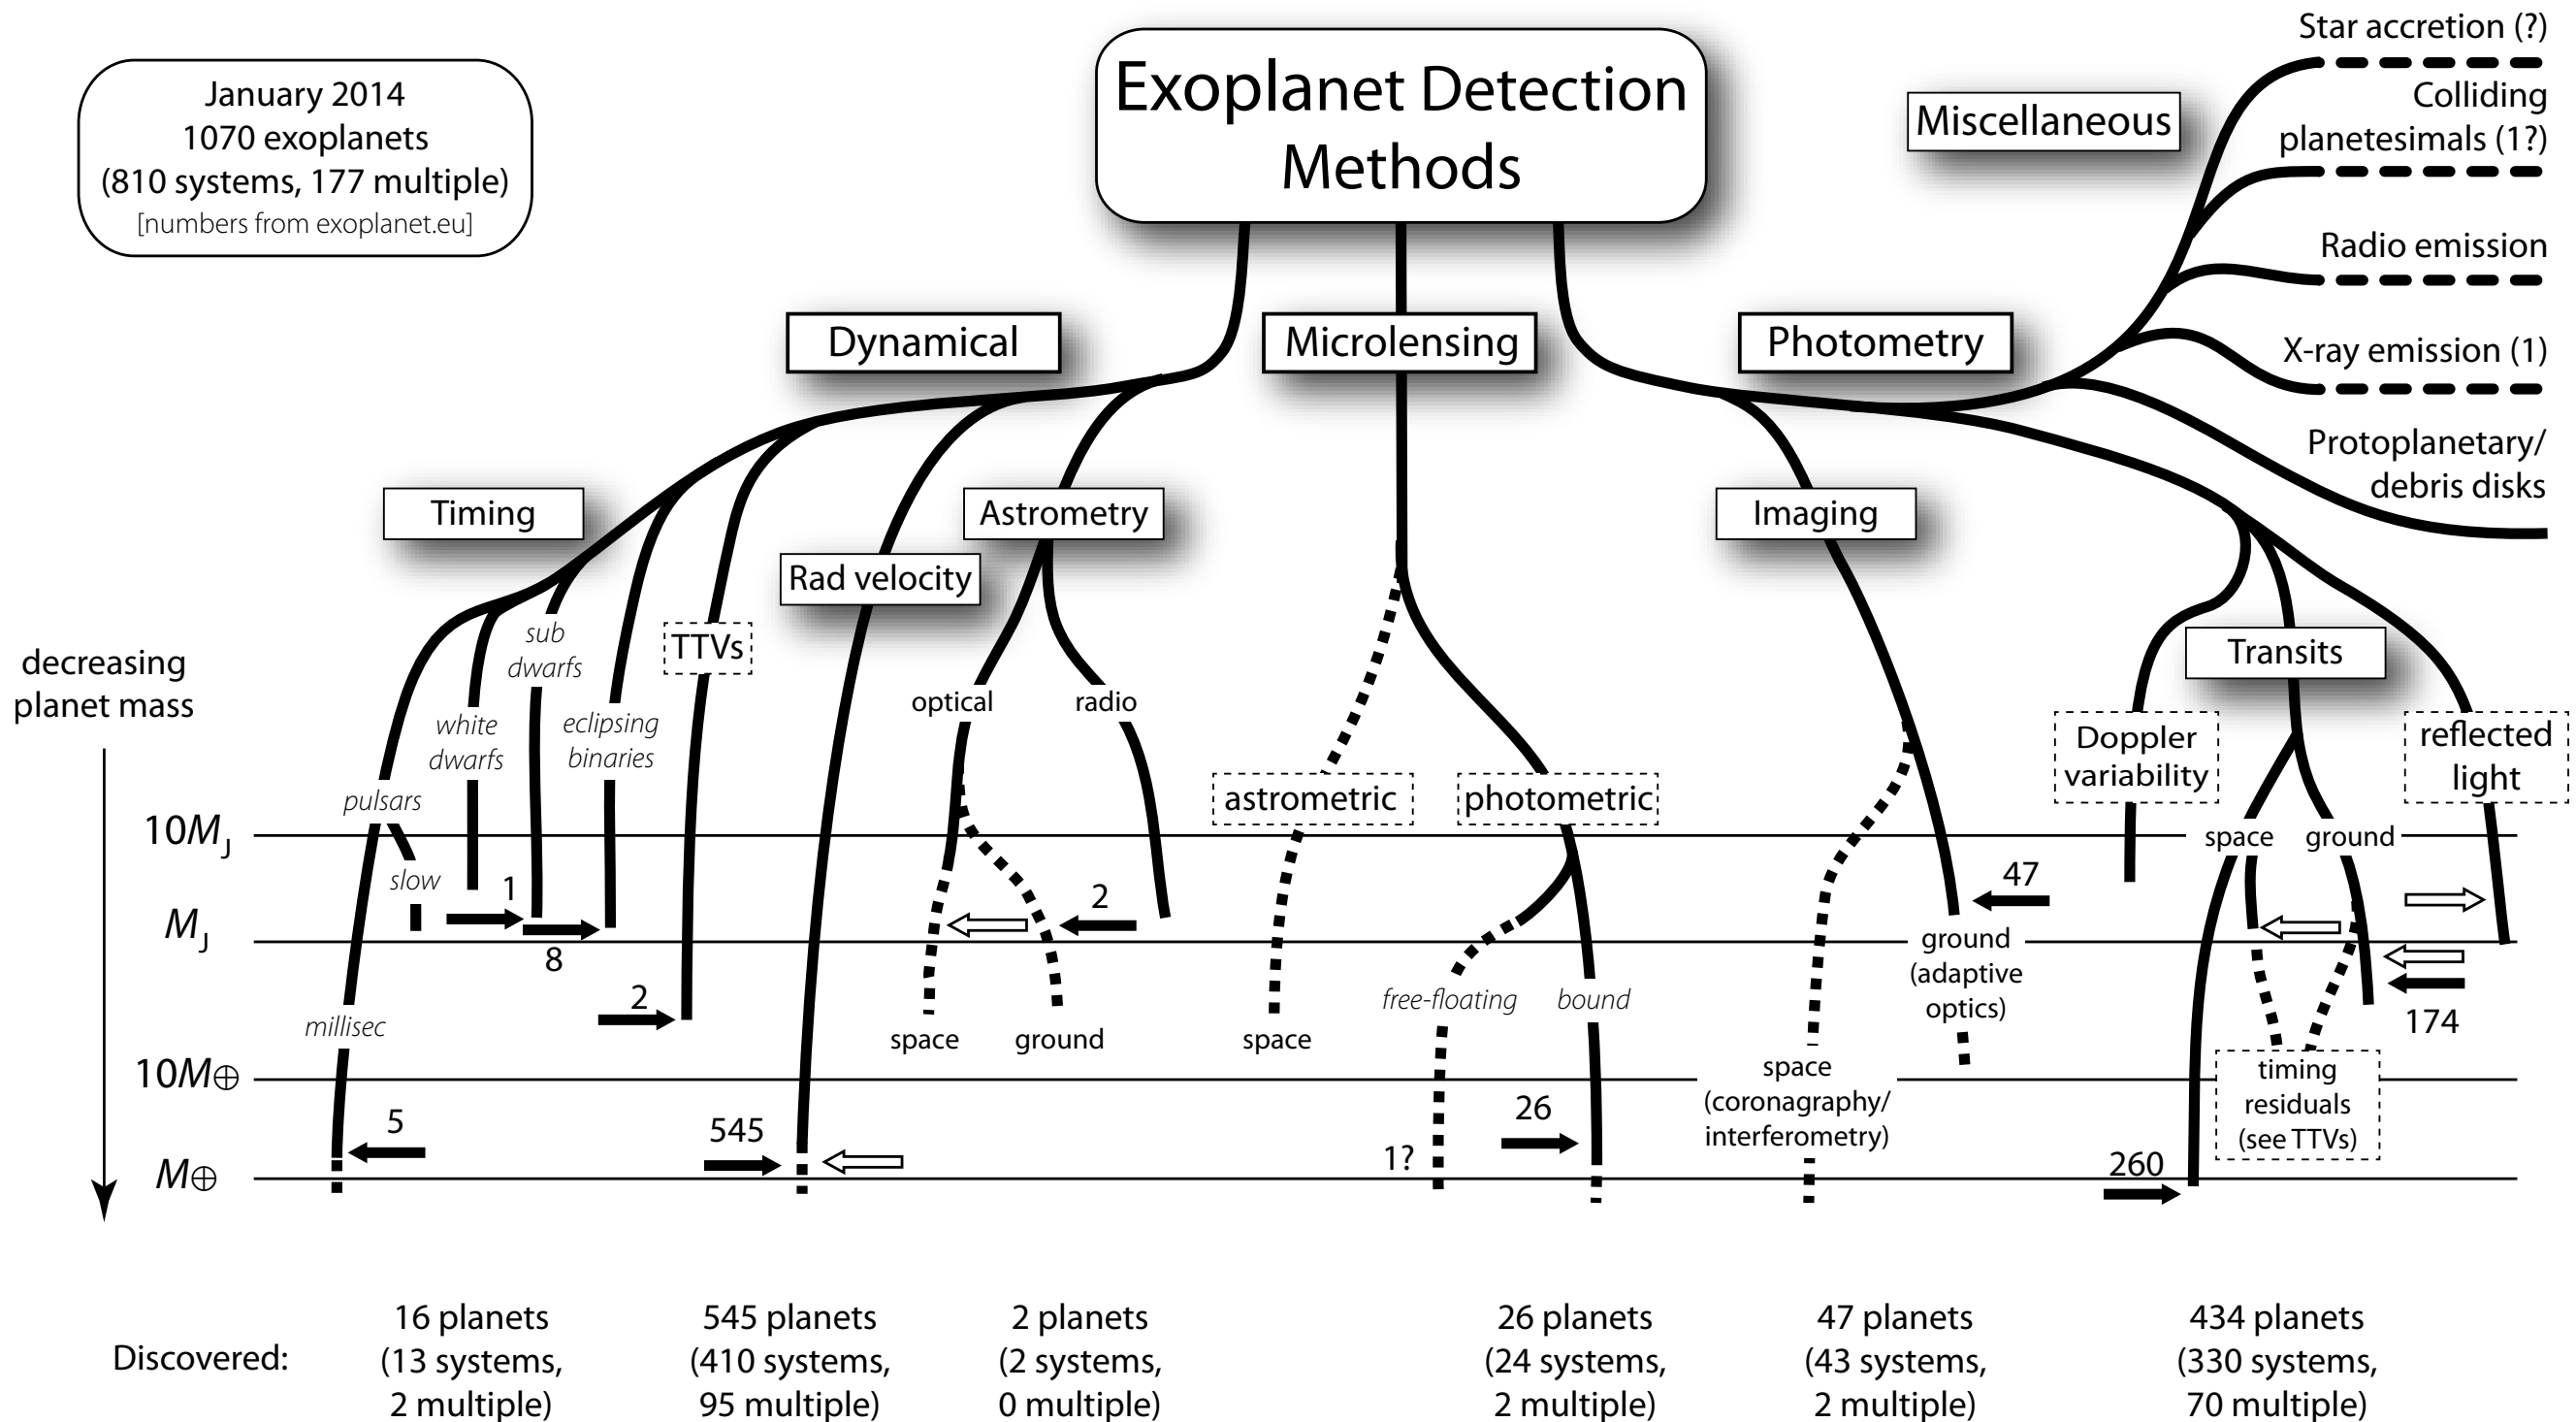 January 2014
1070 exoplanets
(810 systems, 177 multiple)
[numbers from exoplanet.eu]
Exoplanet Detection
Methods
Miscellaneous
Star accretion (?)
Colliding
planetesimals (1?)
Radio emission
X-ray emission (1)
Protoplanetary/
debris disks
Dynamical
Microlensing
Photometry
Timing
Astrometry
Imaging
Rad velocity
TTVs
Transits
decreasing
planet mass
sub
dwarfs
white
dwarfs
eclipsing
binaries
pulsars
slow
millisec
optical
radio
astrometric
photometric
Doppler
variability
reflected
light
space
ground
10MJ
MJ
10M⊕
M⊕
1
8
2
5
545
2
47
174
26
1?
260
space
ground
space
free-floating
bound
ground
(adaptive
optics)
space
(coronagraphy/
interferometry)
timing
residuals
(see TTVs)
Discovered:
16 planets
(13 systems,
2 multiple)
545 planets
(410 systems,
95 multiple)
2 planets
(2 systems,
0 multiple)
26 planets
(24 systems,
2 multiple)
47 planets
(43 systems,
2 multiple)
434 planets
(330 systems,
70 multiple)